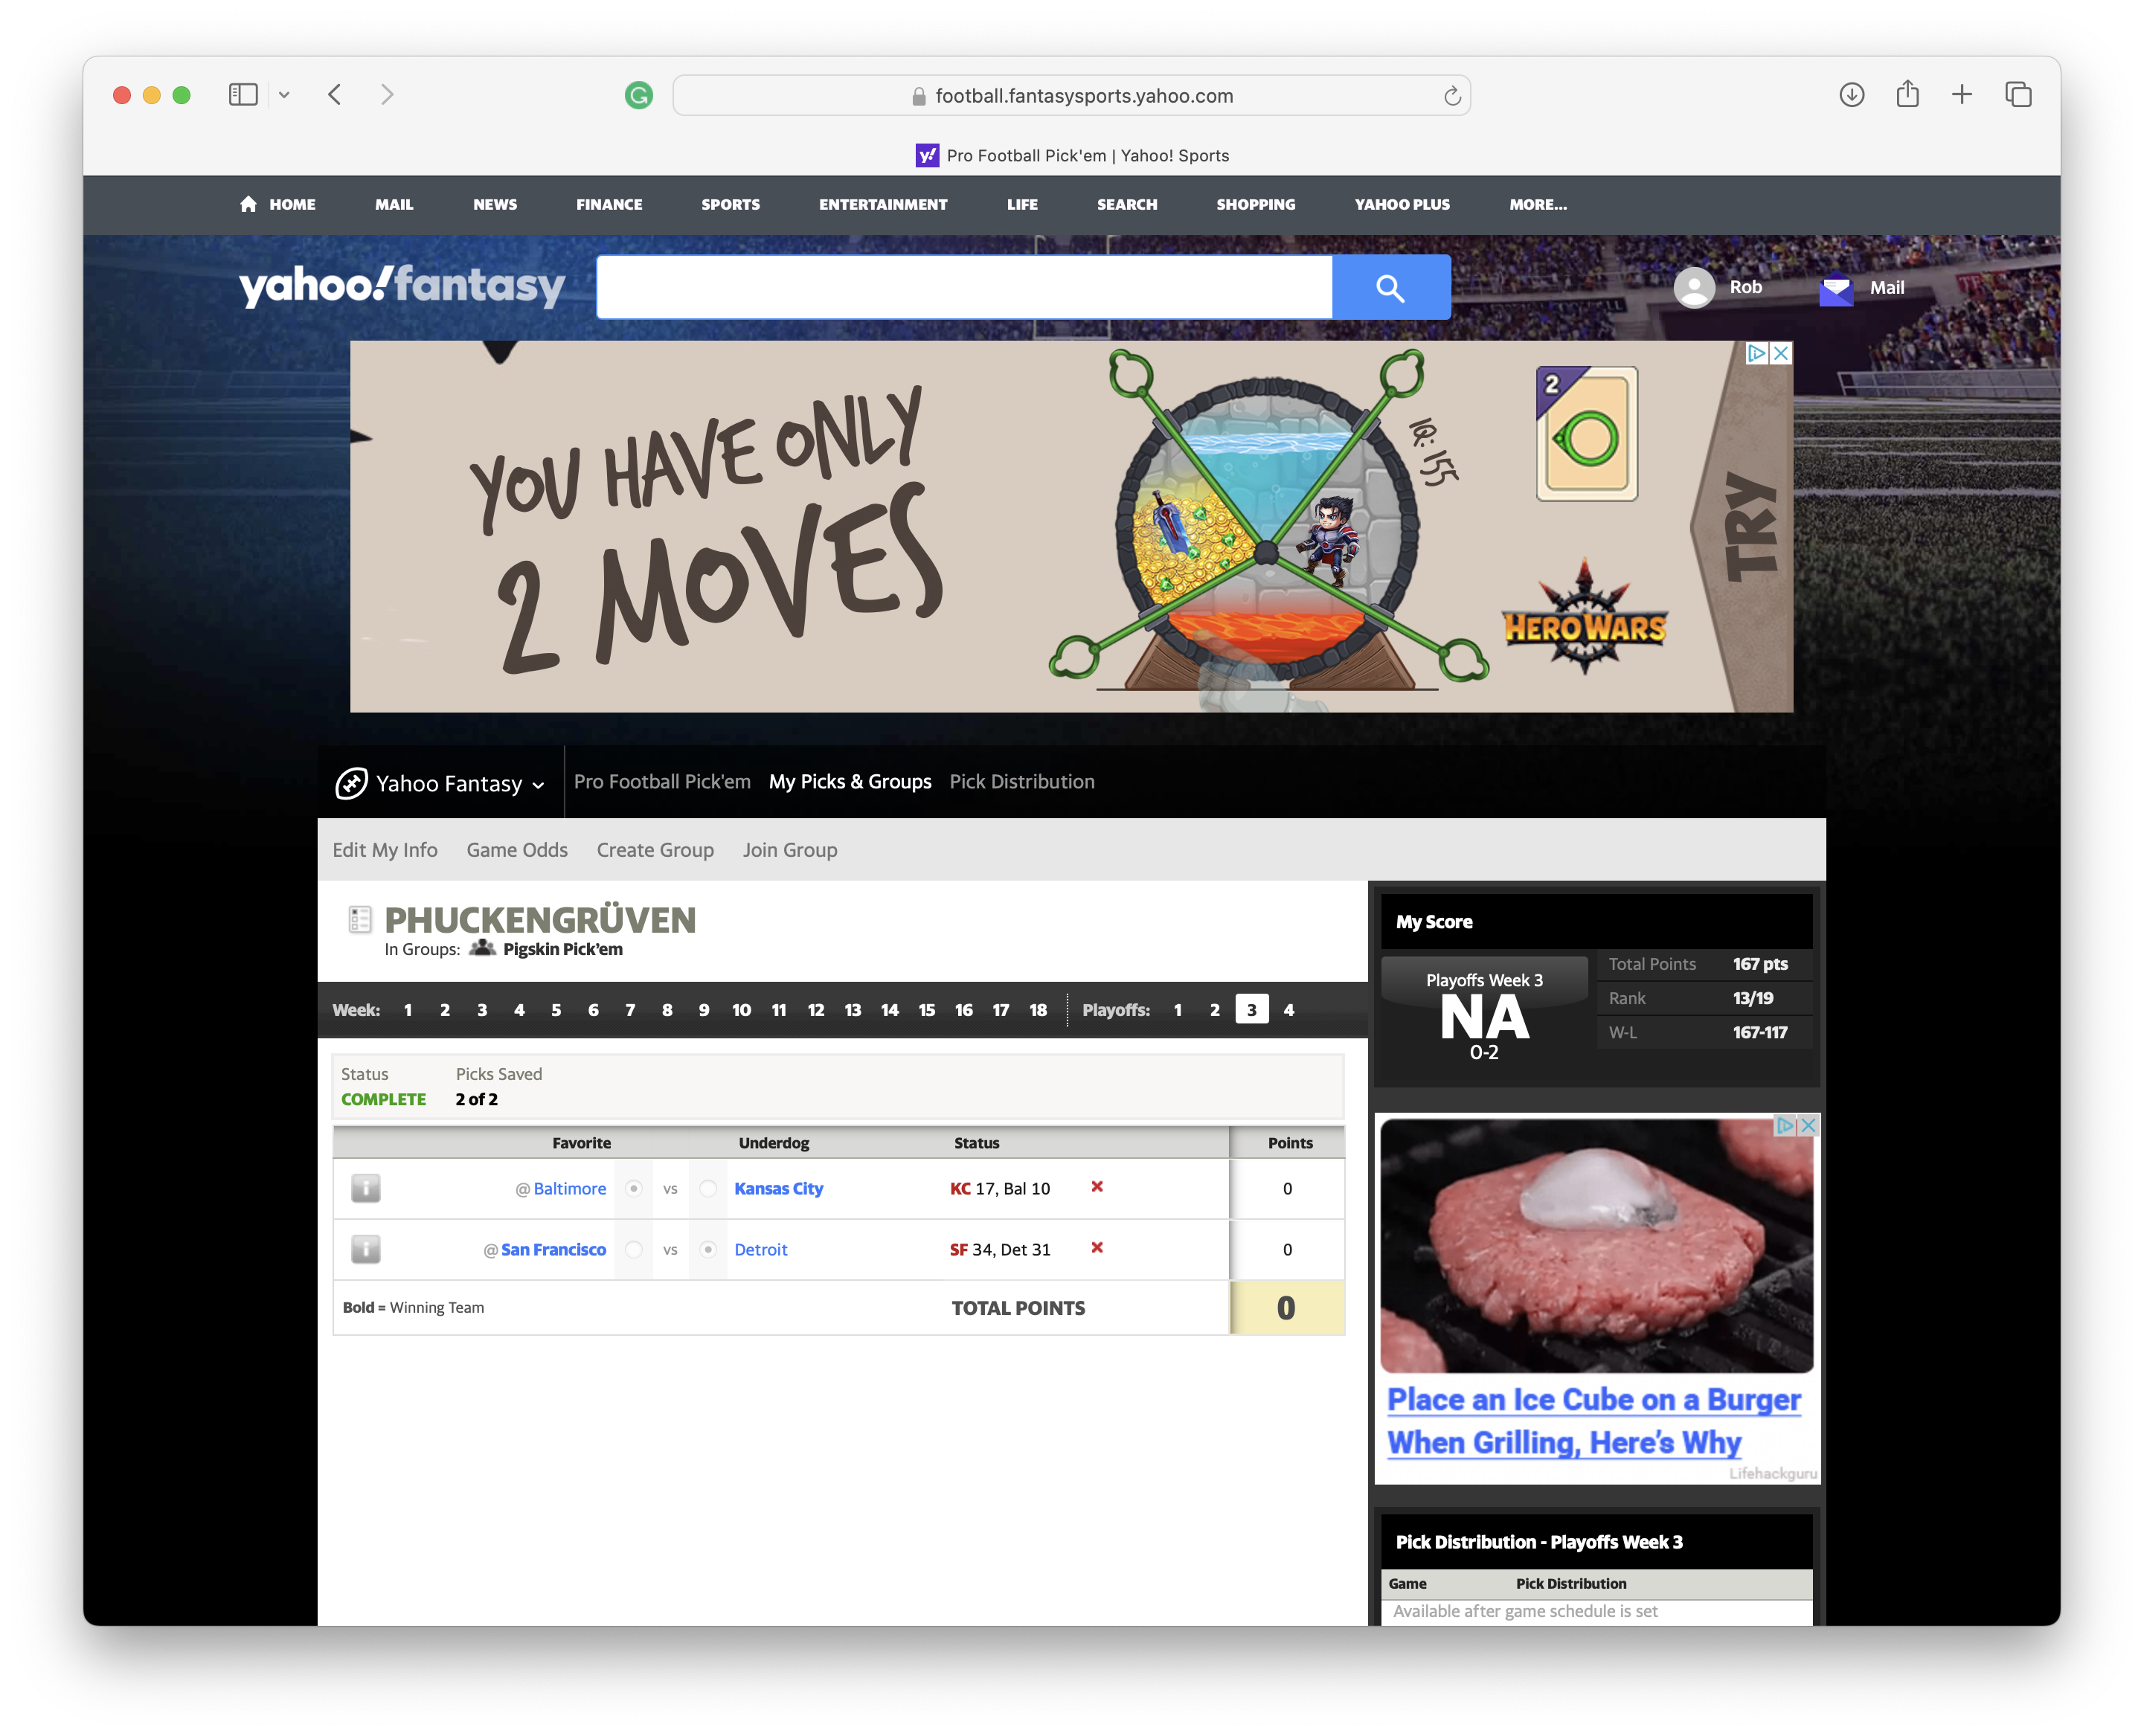 football.fantasysports.yahoo.com
y! Pro Football Pick'em | Yahoo! Sports
HOME MAIL NEWS FINANCE SPORTS ENTERTAINMENT LIFE SEARCH SHOPPING YAHOO PLUS MORE...
yahoo!fantasy
Rob
Mail
YOU HAVE ONLY
2 MOVES
IQ: 155
2
HERO WARS
TRY
Yahoo Fantasy
Pro Football Pick'em My Picks & Groups Pick Distribution
Edit My Info Game Odds Create Group Join Group
PHUCKENGRÜVEN
In Groups: Pigskin Pick'em
Week: 1 2 3 4 5 6 7 8 9 10 11 12 13 14 15 16 17 18 Playoffs: 1 2 3 4
Status Picks Saved
COMPLETE 2 of 2
Favorite Underdog Status Points
@ Baltimore vs Kansas City KC 17, Bal 10 0
@ San Francisco vs Detroit SF 34, Det 31 0
Bold = Winning Team TOTAL POINTS 0
My Score
Playoffs Week 3
NA
0-2
Total Points 167 pts
Rank 13/19
W-L 167-117
Place an Ice Cube on a Burger
When Grilling, Here's Why
Lifehackguru
Pick Distribution - Playoffs Week 3
Game Pick Distribution
Available after game schedule is set